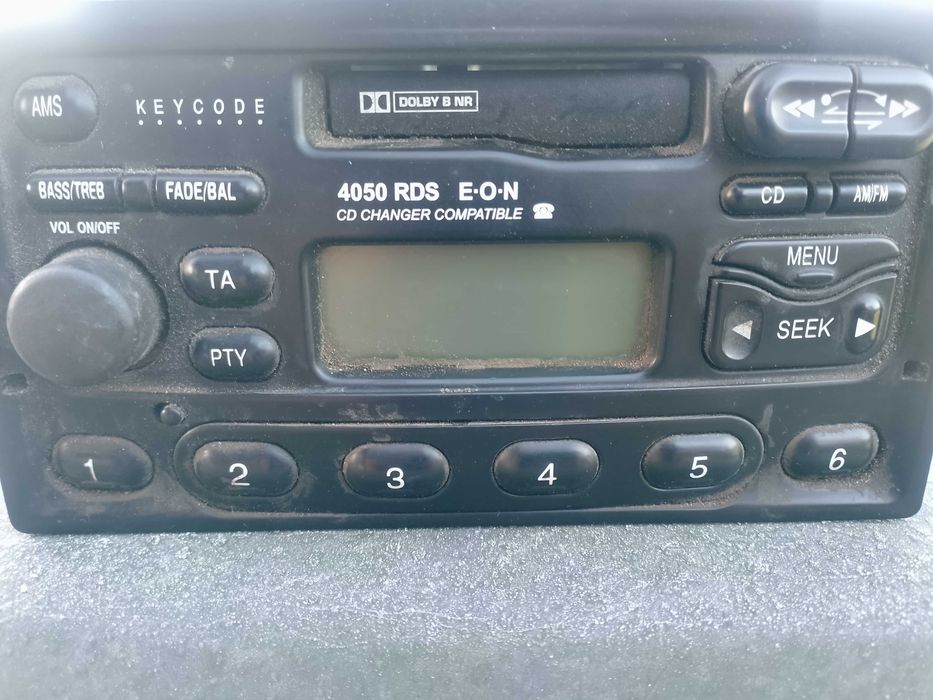 AMS
KEYCODE
DOLBY B NR
BASS/TREB
FADE/BAL
4050 RDS E·O·N
CD CHANGER COMPATIBLE
CD
AM/FM
VOL ON/OFF
TA
MENU
SEEK
PTY
1
2
3
4
5
6